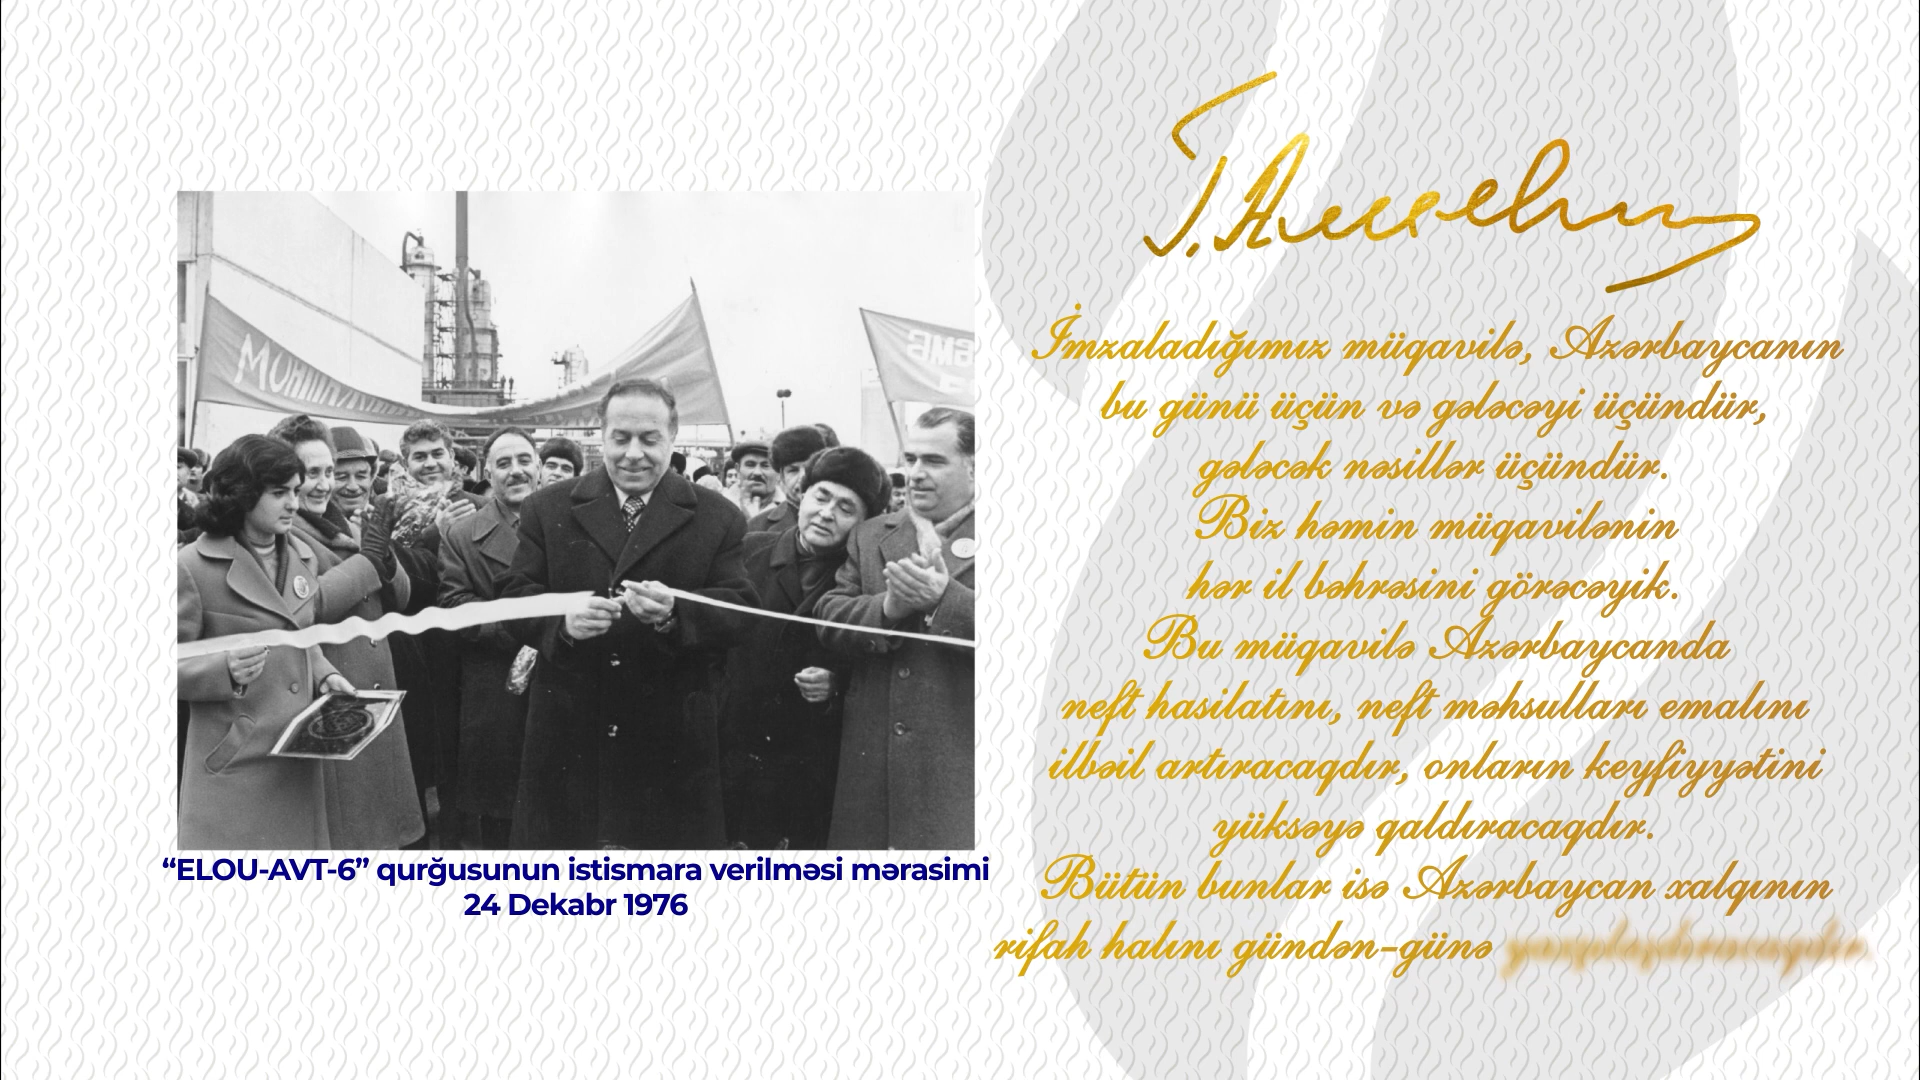 “ELOU-AVT-6” qurğusunun istismara verilməsi mərasimi
24 Dekabr 1976
İmzaladığımız müqavilə, Azərbaycanın
bu günü üçün və gələcəyi üçündür,
gələcək nəsillər üçündür.
Biz həmin müqavilənin
hər il bəhrəsini görəcəyik.
Bu müqavilə Azərbaycanda
neft hasilatını, neft məhsulları emalını
ilbəil artıracaqdır, onların keyfiyyətini
yüksəyə qaldıracaqdır.
Bütün bunlar isə Azərbaycan xalqının
rifah halını gündən-günə